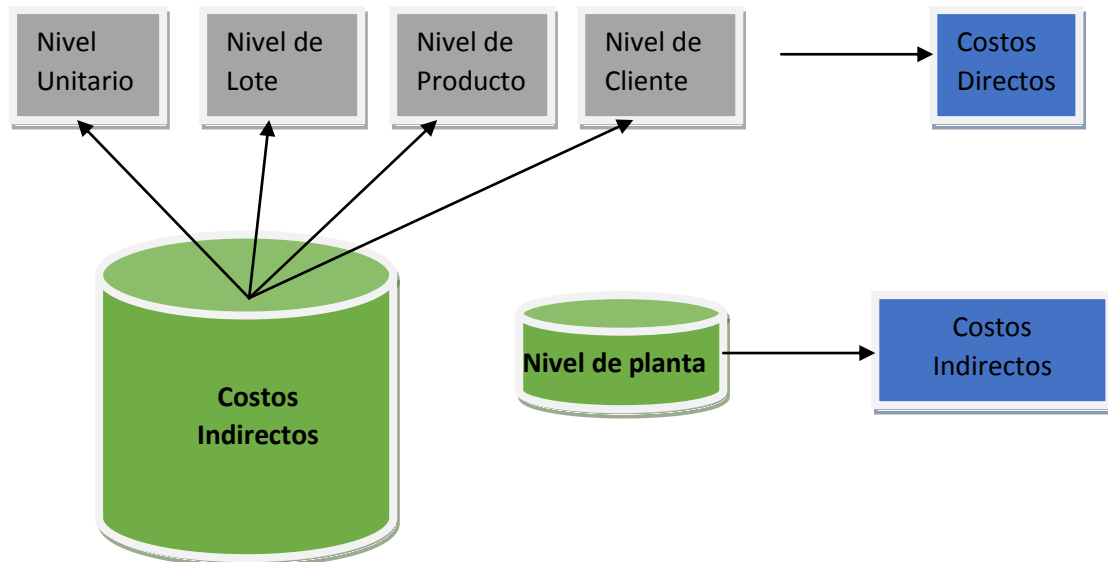 Nivel
Unitario
Nivel de
Lote
Nivel de
Producto
Nivel de
Cliente
Costos
Directos
Costos
Indirectos
Nivel de planta
Costos
Indirectos